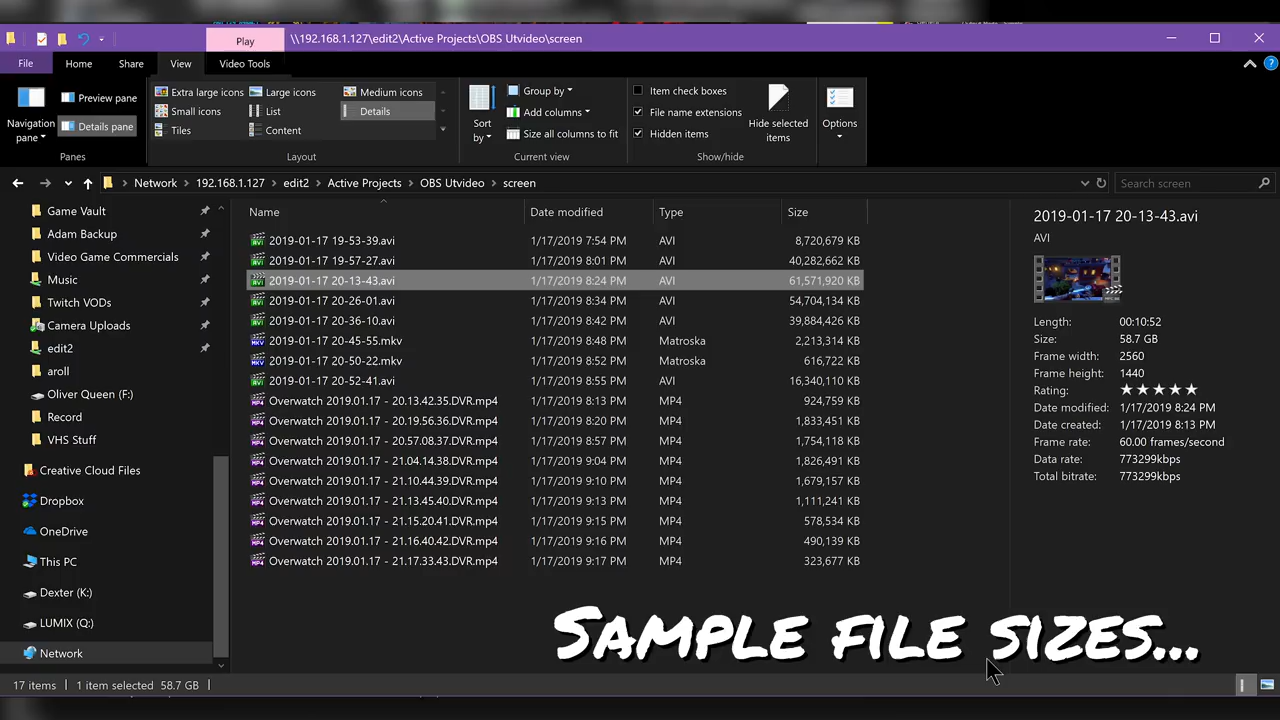 Play
\\192.168.1.127\edit2\Active Projects\OBS Utvideo\screen
File Home Share View Video Tools
Navigation pane
Preview pane
Details pane
Panes
Extra large icons Large icons Medium icons
Small icons List Details
Tiles Content
Layout
Sort by
Group by
Add columns
Size all columns to fit
Current view
Item check boxes
File name extensions
Hidden items
Hide selected items
Show/hide
Options
Network > 192.168.1.127 > edit2 > Active Projects > OBS Utvideo > screen
Search screen
Game Vault
Adam Backup
Video Game Commercials
Music
Twitch VODs
Camera Uploads
edit2
aroll
Oliver Queen (F:)
Record
VHS Stuff
Creative Cloud Files
Dropbox
OneDrive
This PC
Dexter (K:)
LUMIX (Q:)
Network
Name Date modified Type Size
2019-01-17 19-53-39.avi 1/17/2019 7:54 PM AVI 8,720,679 KB
2019-01-17 19-57-27.avi 1/17/2019 8:01 PM AVI 40,282,662 KB
2019-01-17 20-13-43.avi 1/17/2019 8:24 PM AVI 61,571,920 KB
2019-01-17 20-26-01.avi 1/17/2019 8:34 PM AVI 54,704,134 KB
2019-01-17 20-36-10.avi 1/17/2019 8:42 PM AVI 39,884,426 KB
2019-01-17 20-45-55.mkv 1/17/2019 8:48 PM Matroska 2,213,314 KB
2019-01-17 20-50-22.mkv 1/17/2019 8:52 PM Matroska 616,722 KB
2019-01-17 20-52-41.avi 1/17/2019 8:55 PM AVI 16,340,110 KB
Overwatch 2019.01.17 - 20.13.42.35.DVR.mp4 1/17/2019 8:13 PM MP4 924,759 KB
Overwatch 2019.01.17 - 20.19.56.36.DVR.mp4 1/17/2019 8:20 PM MP4 1,833,451 KB
Overwatch 2019.01.17 - 20.57.08.37.DVR.mp4 1/17/2019 8:57 PM MP4 1,754,118 KB
Overwatch 2019.01.17 - 21.04.14.38.DVR.mp4 1/17/2019 9:04 PM MP4 1,826,491 KB
Overwatch 2019.01.17 - 21.10.44.39.DVR.mp4 1/17/2019 9:10 PM MP4 1,679,157 KB
Overwatch 2019.01.17 - 21.13.45.40.DVR.mp4 1/17/2019 9:13 PM MP4 1,111,241 KB
Overwatch 2019.01.17 - 21.15.20.41.DVR.mp4 1/17/2019 9:15 PM MP4 578,534 KB
Overwatch 2019.01.17 - 21.16.40.42.DVR.mp4 1/17/2019 9:16 PM MP4 490,139 KB
Overwatch 2019.01.17 - 21.17.33.43.DVR.mp4 1/17/2019 9:17 PM MP4 323,677 KB
2019-01-17 20-13-43.avi
AVI
Length: 00:10:52
Size: 58.7 GB
Frame width: 2560
Frame height: 1440
Rating: ★★★★★
Date modified: 1/17/2019 8:24 PM
Date created: 1/17/2019 8:13 PM
Frame rate: 60.00 frames/second
Data rate: 773299kbps
Total bitrate: 773299kbps
Sample file sizes...
17 items 1 item selected 58.7 GB